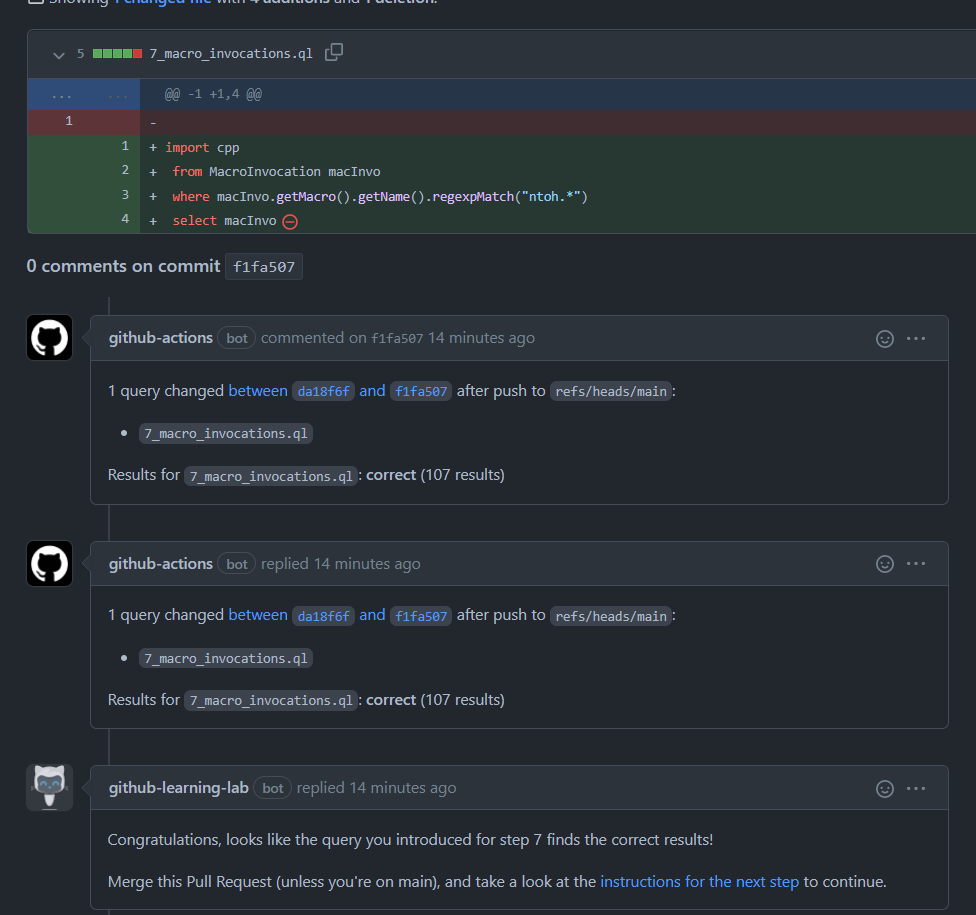 Showing 1 changed file with 4 additions and 1 deletion.
5 7_macro_invocations.ql
... ... @@ -1 +1,4 @@
1 -
1 + import cpp
2 + from MacroInvocation macInvo
3 + where macInvo.getMacro().getName().regexpMatch("ntoh.*")
4 + select macInvo
0 comments on commit f1fa507
github-actions bot commented on f1fa507 14 minutes ago
1 query changed between da18f6f and f1fa507 after push to refs/heads/main:
• 7_macro_invocations.ql
Results for 7_macro_invocations.ql: correct (107 results)
github-actions bot replied 14 minutes ago
1 query changed between da18f6f and f1fa507 after push to refs/heads/main:
• 7_macro_invocations.ql
Results for 7_macro_invocations.ql: correct (107 results)
github-learning-lab bot replied 14 minutes ago
Congratulations, looks like the query you introduced for step 7 finds the correct results!
Merge this Pull Request (unless you're on main), and take a look at the instructions for the next step to continue.